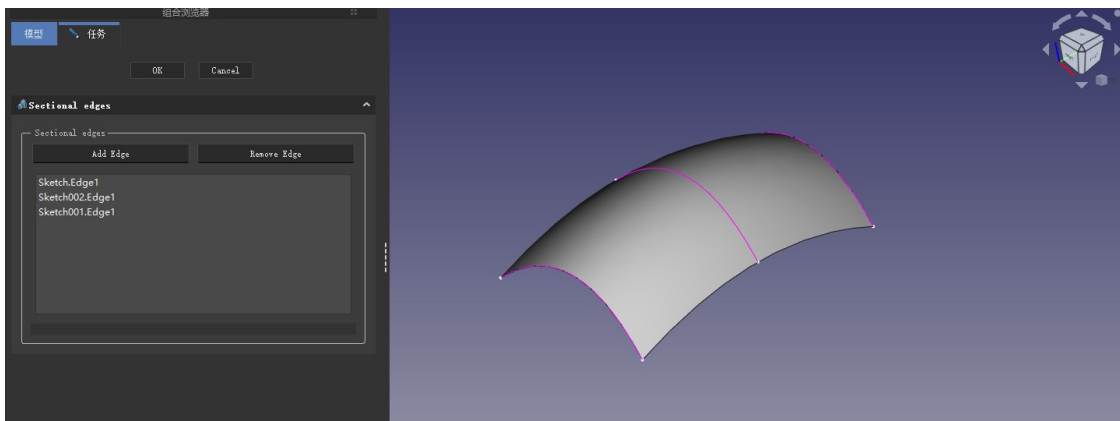 组合浏览器
模型
任务
OK
Cancel
Sectional edges
Sectional edges
Add Edge
Remove Edge
Sketch.Edge1
Sketch002.Edge1
Sketch001.Edge1